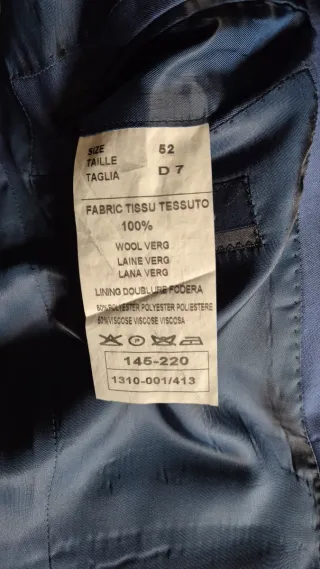 SIZE 52
TAILLE
TAGLIA D 7
FABRIC TISSU TESSUTO
100%
WOOL VERG
LAINE VERG
LANA VERG
LINING DOUBLURE FODERA
50%POLYESTER POLYESTER POLIESTERE
50%VISCOSE VISCOSE VISCOSA
P
145-220
1310-001/413